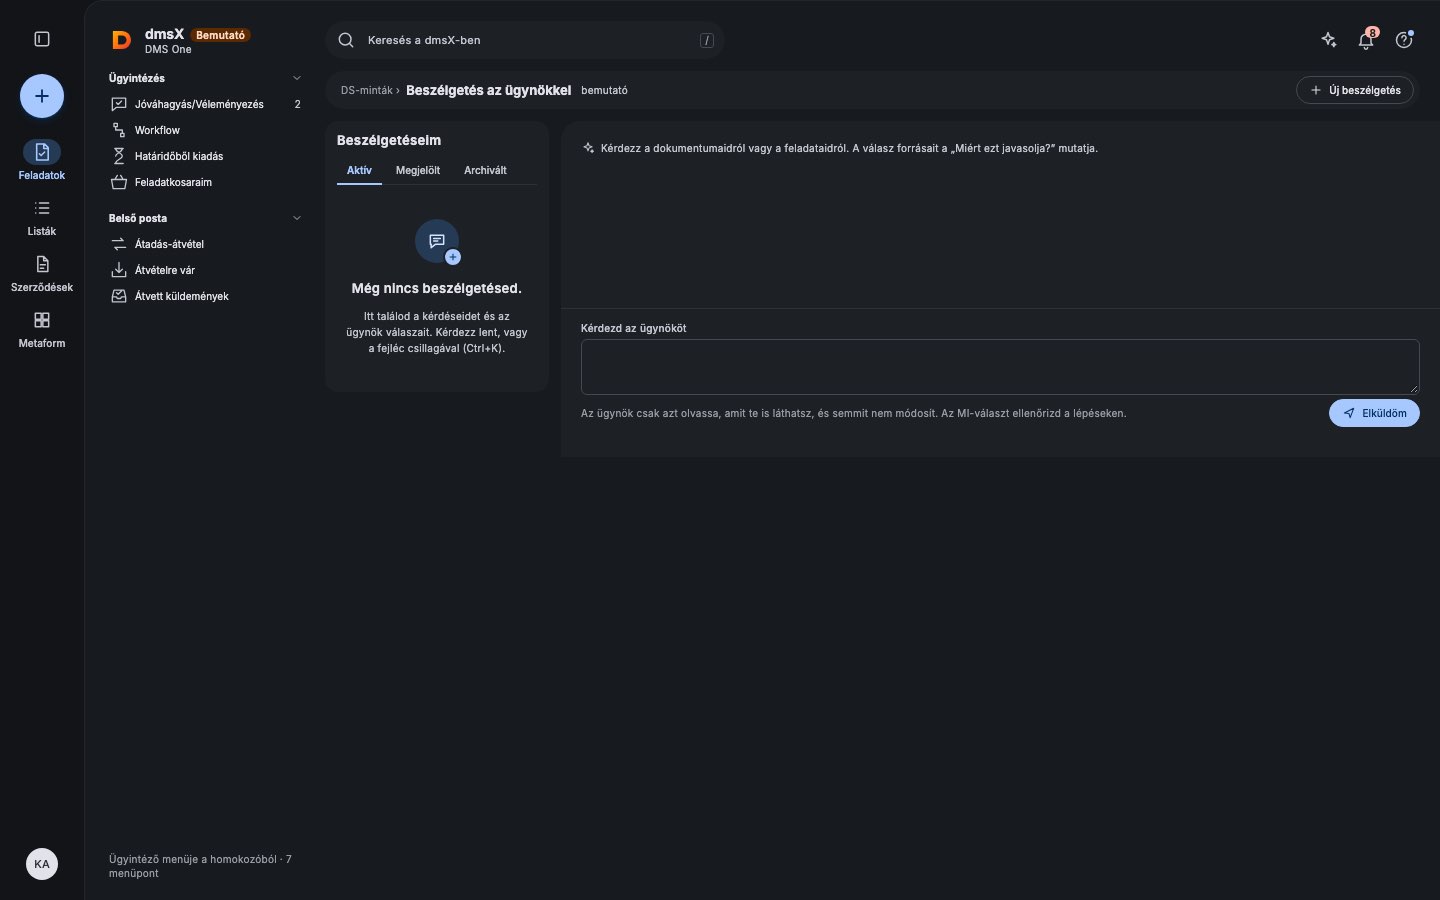 Feladatok
Listák
Szerződések
Metaform
KA
D
dmsX Bemutató
DMS One
Ügyintézés
Jóváhagyás/Véleményezés 2
Workflow
Határidőből kiadás
Feladatkosaraim
Belső posta
Átadás-átvétel
Átvételre vár
Átvett küldemények
Ügyintéző menüje a homokozóból · 7
menüpont
Keresés a dmsX-ben /
8
DS-minták › Beszélgetés az ügynökkel bemutató
Új beszélgetés
Beszélgetéseim
Aktív Megjelölt Archivált
Még nincs beszélgetésed.
Itt találod a kérdéseidet és az
ügynök válaszait. Kérdezz lent, vagy
a fejléc csillagával (Ctrl+K).
Kérdezz a dokumentumaidról vagy a feladataidról. A válasz forrásait a „Miért ezt javasolja?” mutatja.
Kérdezd az ügynököt
Az ügynök csak azt olvassa, amit te is láthatsz, és semmit nem módosít. Az MI-választ ellenőrizd a lépéseken.
Elküldöm